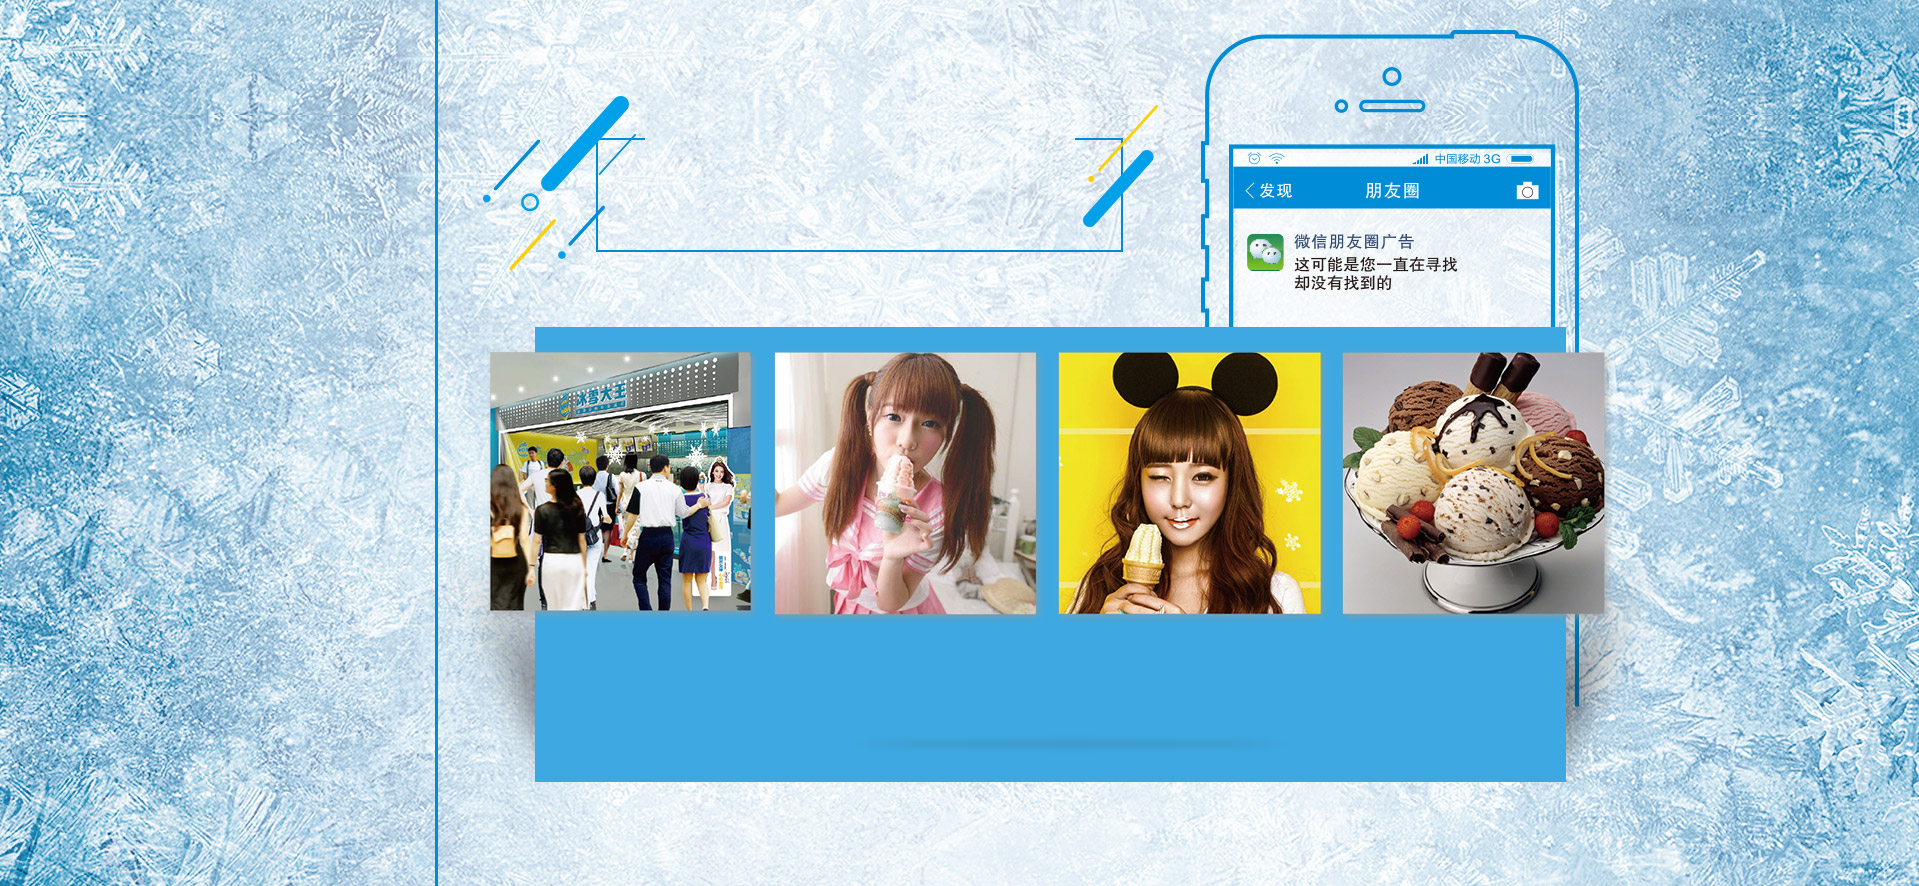 中国移动 3G
发现
朋友圈
微信朋友圈广告
这可能是您一直在寻找
却没有找到的
冰雪大王